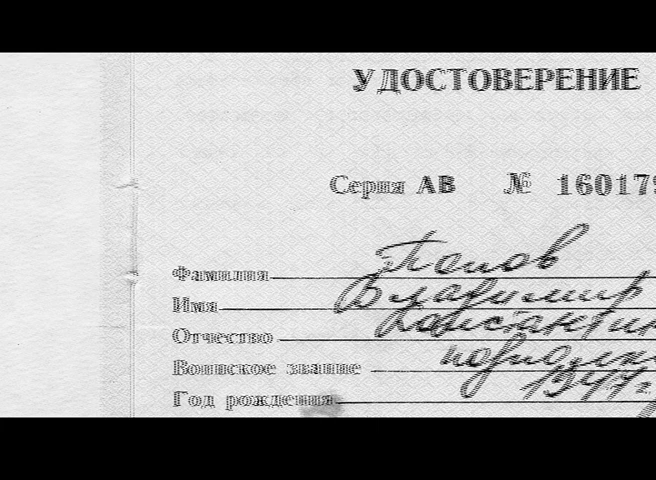 УДОСТОВЕРЕНИЕ
Серия АВ № 16017
Фамилия Попов
Имя Владимир
Отчество Константин
Воинское звание
Год рождения 1947 г.